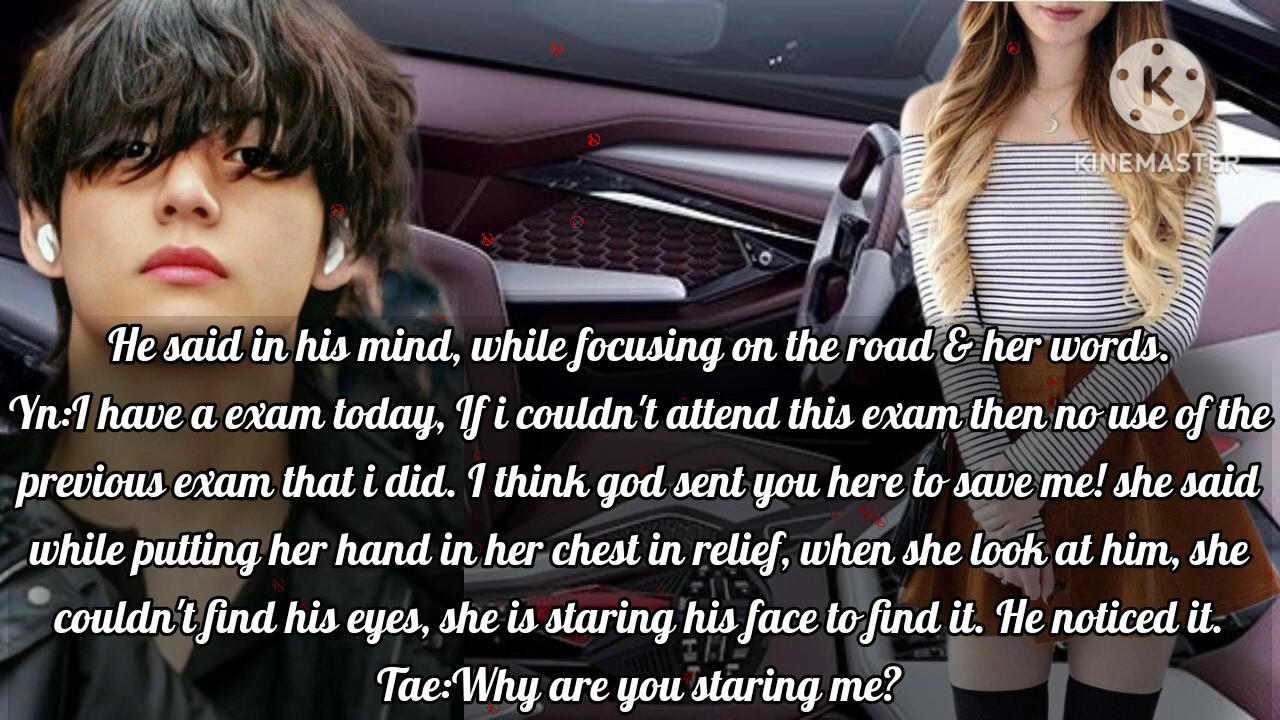 K
KINEMASTER
He said in his mind, while focusing on the road & her words.
Yn:I have a exam today, If i couldn't attend this exam then no use of the
previous exam that i did. I think god sent you here to save me! she said
while putting her hand in her chest in relief, when she look at him, she
couldn't find his eyes, she is staring his face to find it. He noticed it.
Tae:Why are you staring me?